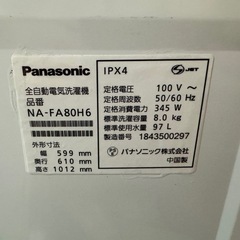 Panasonic
全自動電気洗濯機
品番
NA-FA80H6
外形寸法
幅 599 mm
奥行 610 mm
高さ 1012 mm
IPX4
JET
定格電圧: 100 V～
定格周波数: 50/60 Hz
定格消費電力: 345 W
標準洗濯容量: 8.0 kg
標準水量: 97 L
製造番号: 1843500297
パナソニック株式会社
中国製